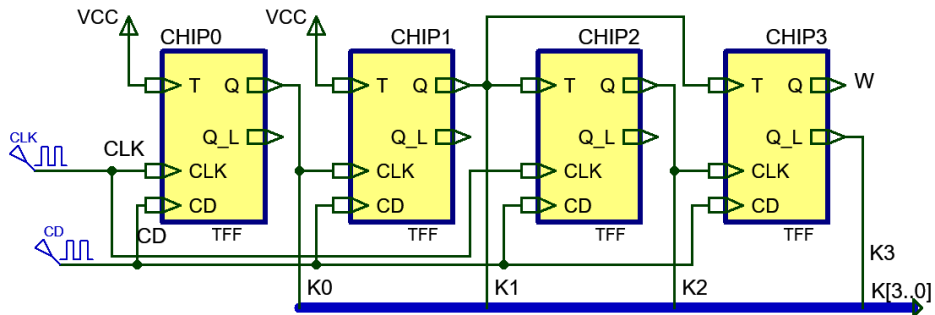 VCC
VCC
CHIP0
CHIP1
CHIP2
CHIP3
T Q
T Q
T Q
T Q
W
Q_L
Q_L
Q_L
Q_L
CLK
CLK
CLK
CLK
CLK
CLK
CD
CD
CD
CD
CD
CD
TFF
TFF
TFF
TFF
K3
K0
K1
K2
K[3..0]